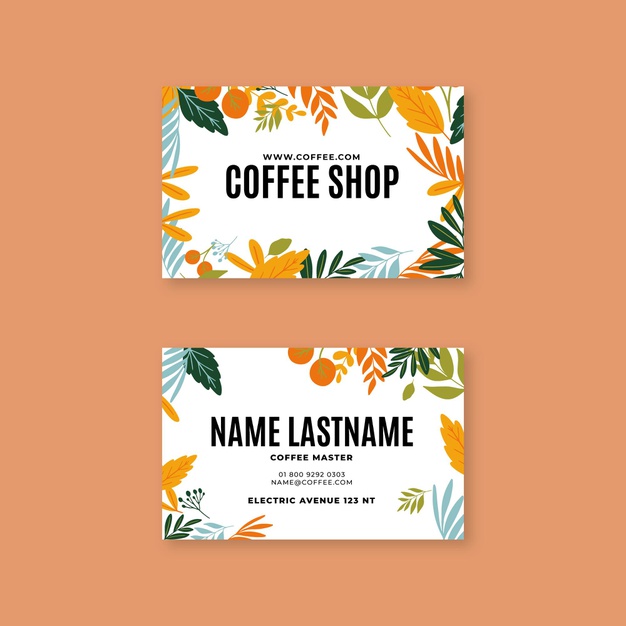 WWW.COFFEE.COM
COFFEE SHOP
NAME LASTNAME
COFFEE MASTER
01 800 9292 0303
NAME@COFFEE.COM
ELECTRIC AVENUE 123 NT